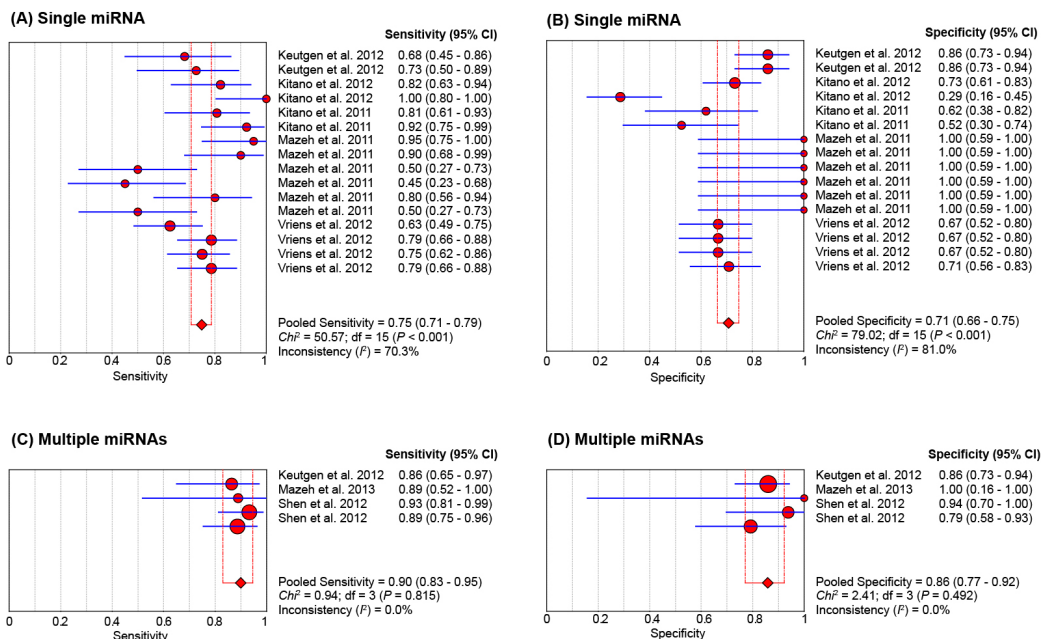 (A) Single miRNA
Sensitivity (95% CI)
Keutgen et al. 2012 0.68 (0.45 - 0.86)
Keutgen et al. 2012 0.73 (0.50 - 0.89)
Kitano et al. 2012 0.82 (0.63 - 0.94)
Kitano et al. 2012 1.00 (0.80 - 1.00)
Kitano et al. 2011 0.81 (0.61 - 0.93)
Kitano et al. 2011 0.92 (0.75 - 0.99)
Mazeh et al. 2011 0.95 (0.75 - 1.00)
Mazeh et al. 2011 0.90 (0.68 - 0.99)
Mazeh et al. 2011 0.50 (0.27 - 0.73)
Mazeh et al. 2011 0.45 (0.23 - 0.68)
Mazeh et al. 2011 0.80 (0.56 - 0.94)
Mazeh et al. 2011 0.50 (0.27 - 0.73)
Vriens et al. 2012 0.63 (0.49 - 0.75)
Vriens et al. 2012 0.79 (0.66 - 0.88)
Vriens et al. 2012 0.75 (0.62 - 0.86)
Vriens et al. 2012 0.79 (0.66 - 0.88)
Pooled Sensitivity = 0.75 (0.71 - 0.79)
Chi² = 50.57; df = 15 (P < 0.001)
Inconsistency (I²) = 70.3%
0 0.2 0.4 0.6 0.8 1
Sensitivity
(B) Single miRNA
Specificity (95% CI)
Keutgen et al. 2012 0.86 (0.73 - 0.94)
Keutgen et al. 2012 0.86 (0.73 - 0.94)
Kitano et al. 2012 0.73 (0.61 - 0.83)
Kitano et al. 2012 0.29 (0.16 - 0.45)
Kitano et al. 2011 0.62 (0.38 - 0.82)
Kitano et al. 2011 0.52 (0.30 - 0.74)
Mazeh et al. 2011 1.00 (0.59 - 1.00)
Mazeh et al. 2011 1.00 (0.59 - 1.00)
Mazeh et al. 2011 1.00 (0.59 - 1.00)
Mazeh et al. 2011 1.00 (0.59 - 1.00)
Mazeh et al. 2011 1.00 (0.59 - 1.00)
Mazeh et al. 2011 1.00 (0.59 - 1.00)
Vriens et al. 2012 0.67 (0.52 - 0.80)
Vriens et al. 2012 0.67 (0.52 - 0.80)
Vriens et al. 2012 0.67 (0.52 - 0.80)
Vriens et al. 2012 0.71 (0.56 - 0.83)
Pooled Specificity = 0.71 (0.66 - 0.75)
Chi² = 79.02; df = 15 (P < 0.001)
Inconsistency (I²) = 81.0%
0 0.2 0.4 0.6 0.8 1
Specificity
(C) Multiple miRNAs
Sensitivity (95% CI)
Keutgen et al. 2012 0.86 (0.65 - 0.97)
Mazeh et al. 2013 0.89 (0.52 - 1.00)
Shen et al. 2012 0.93 (0.81 - 0.99)
Shen et al. 2012 0.89 (0.75 - 0.96)
Pooled Sensitivity = 0.90 (0.83 - 0.95)
Chi² = 0.94; df = 3 (P = 0.815)
Inconsistency (I²) = 0.0%
0 0.2 0.4 0.6 0.8 1
Sensitivity
(D) Multiple miRNAs
Specificity (95% CI)
Keutgen et al. 2012 0.86 (0.73 - 0.94)
Mazeh et al. 2013 1.00 (0.16 - 1.00)
Shen et al. 2012 0.94 (0.70 - 1.00)
Shen et al. 2012 0.79 (0.58 - 0.93)
Pooled Specificity = 0.86 (0.77 - 0.92)
Chi² = 2.41; df = 3 (P = 0.492)
Inconsistency (I²) = 0.0%
0 0.2 0.4 0.6 0.8 1
Specificity